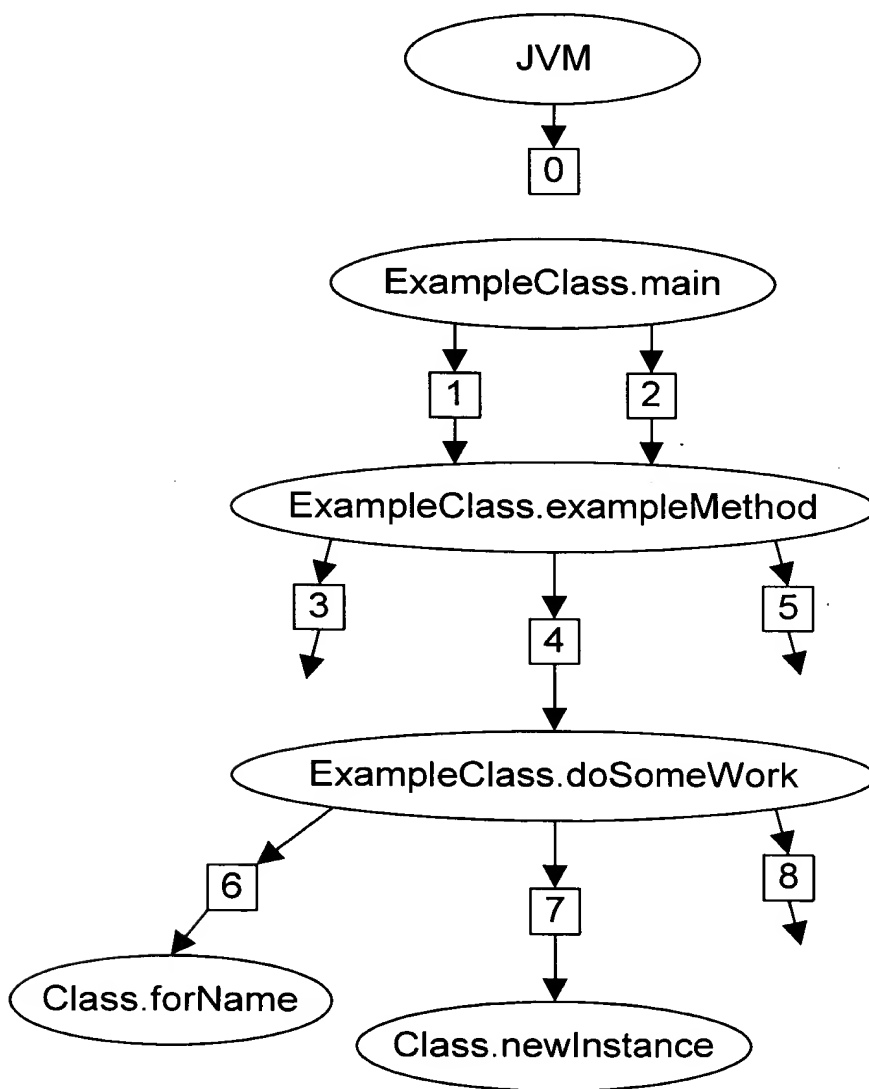 JVM
0
ExampleClass.main
1 2
ExampleClass.exampleMethod
3 4 5
ExampleClass.doSomeWork
6 7 8
Class.forName
Class.newInstance